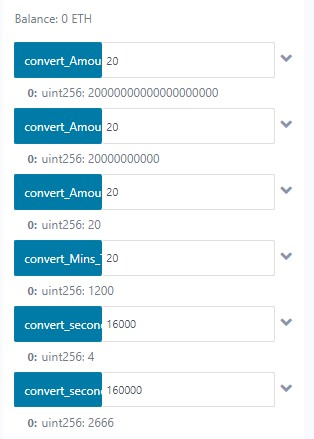 Balance: 0 ETH
convert_Amou 20
0: uint256: 20000000000000000000
convert_Amou 20
0: uint256: 20000000000
convert_Amou 20
0: uint256: 20
convert_Mins_ 20
0: uint256: 1200
convert_secon 16000
0: uint256: 4
convert_secon 160000
0: uint256: 2666